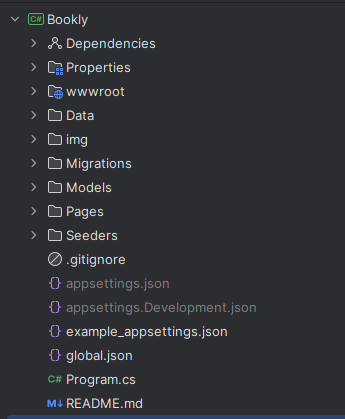 C# Bookly
Dependencies
Properties
wwwroot
Data
img
Migrations
Models
Pages
Seeders
.gitignore
{} appsettings.json
{} appsettings.Development.json
{} example_appsettings.json
{} global.json
C# Program.cs
M↓ README.md